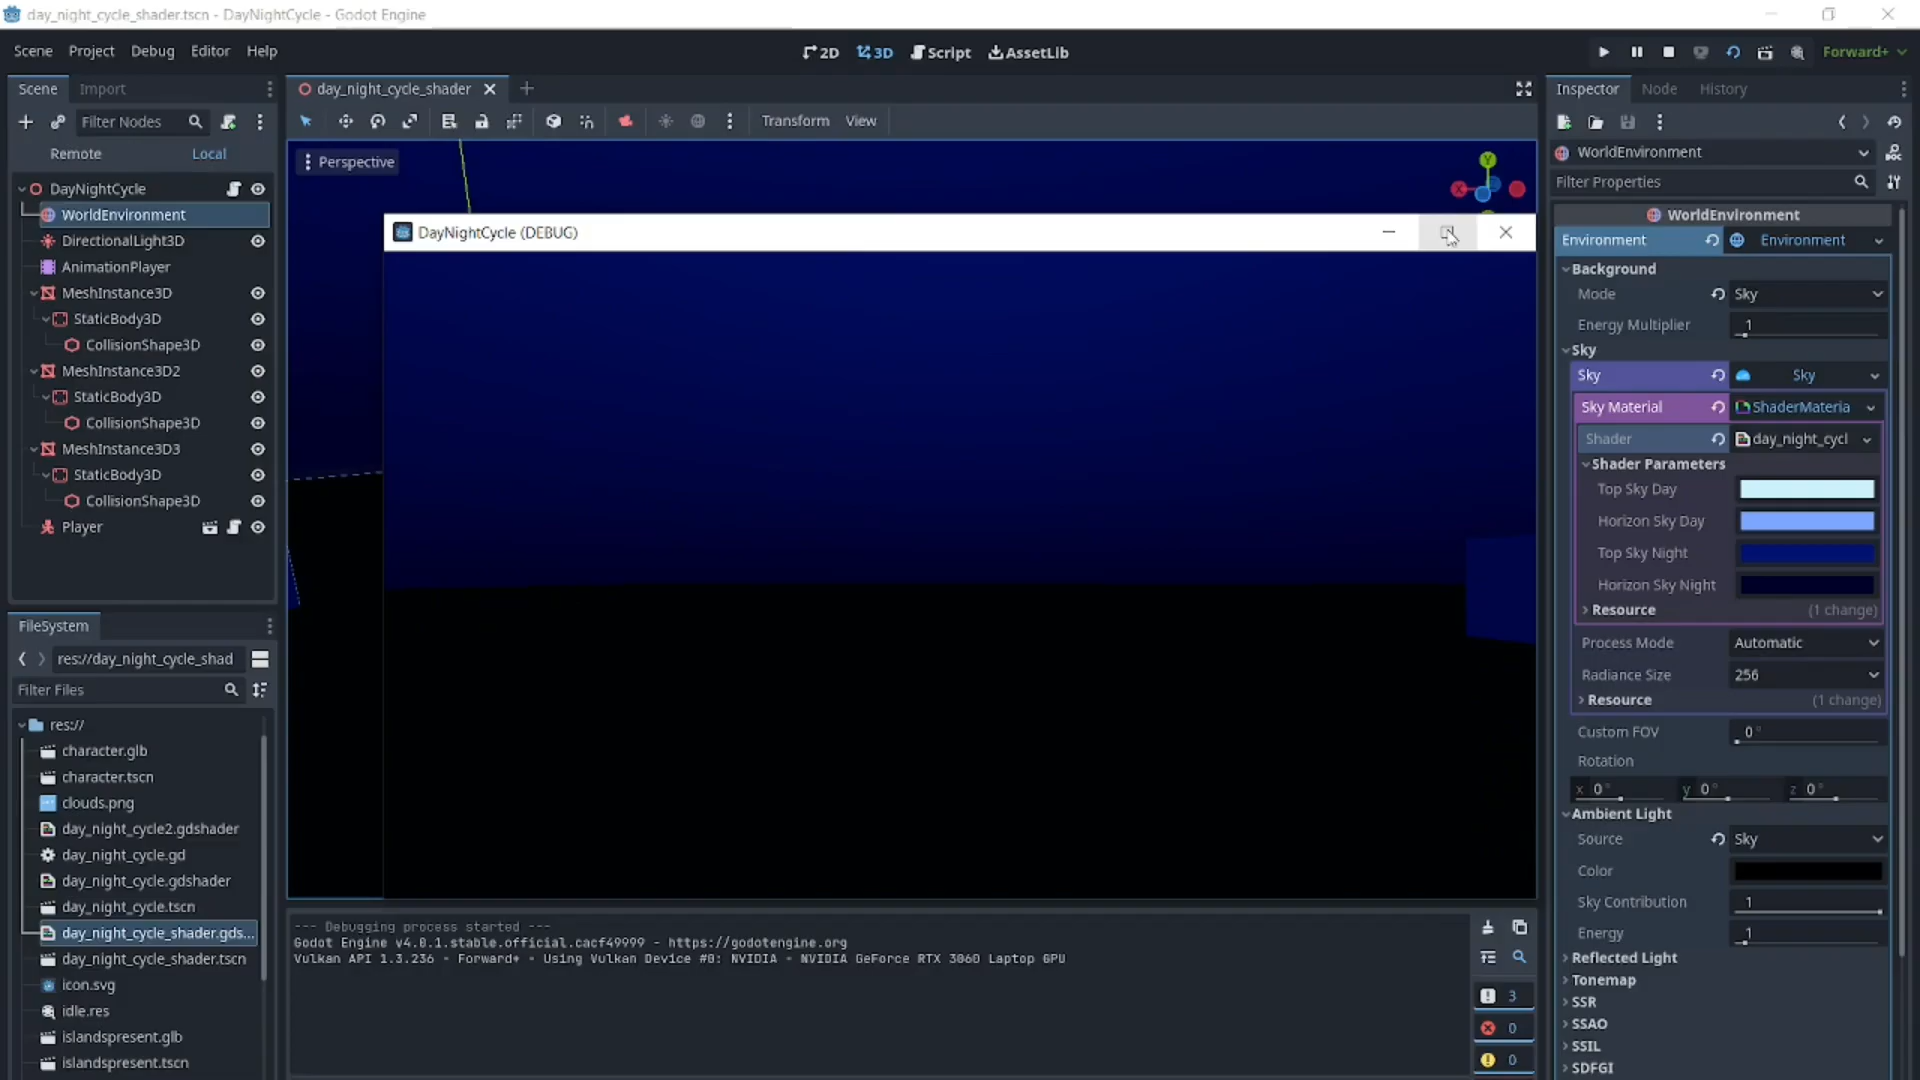 day_night_cycle_shader.tscn - DayNightCycle - Godot Engine
Scene Project Debug Editor Help
2D 3D Script AssetLib
Forward+
Scene Import
day_night_cycle_shader
Inspector Node History
Filter Nodes
Transform View
Remote Local
Perspective
Y
X
WorldEnvironment
Filter Properties
DayNightCycle
WorldEnvironment
DirectionalLight3D
AnimationPlayer
MeshInstance3D
StaticBody3D
CollisionShape3D
MeshInstance3D2
StaticBody3D
CollisionShape3D
MeshInstance3D3
StaticBody3D
CollisionShape3D
Player
DayNightCycle (DEBUG)
WorldEnvironment
Environment Environment
Background
Mode Sky
Energy Multiplier 1
Sky
Sky Sky
Sky Material ShaderMateria
Shader day_night_cycl
Shader Parameters
Top Sky Day
Horizon Sky Day
Top Sky Night
Horizon Sky Night
Resource (1 change)
Process Mode Automatic
Radiance Size 256
Resource (1 change)
Custom FOV 0°
Rotation
x 0° y 0° z 0°
Ambient Light
Source Sky
Color
Sky Contribution 1
Energy 1
Reflected Light
Tonemap
SSR
SSAO
SSIL
SDFGI
FileSystem
res://day_night_cycle_shad
Filter Files
res://
character.glb
character.tscn
clouds.png
day_night_cycle2.gdshader
day_night_cycle.gd
day_night_cycle.gdshader
day_night_cycle.tscn
day_night_cycle_shader.gds...
day_night_cycle_shader.tscn
icon.svg
idle.res
islandspresent.glb
islandspresent.tscn
--- Debugging process started ---
Godot Engine v4.0.1.stable.official.cacf49999 - https://godotengine.org
Vulkan API 1.3.236 - Forward+ - Using Vulkan Device #0: NVIDIA - NVIDIA GeForce RTX 3060 Laptop GPU
3
0
0